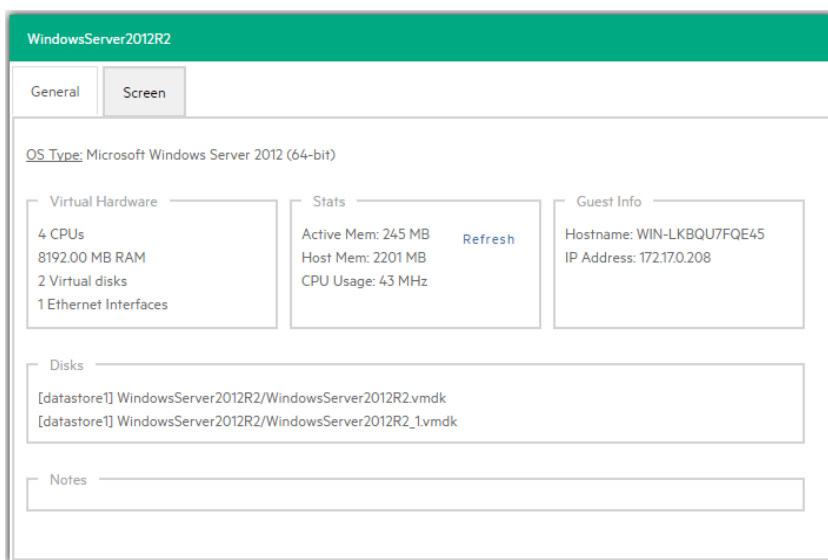 WindowsServer2012R2
General
Screen
OS Type: Microsoft Windows Server 2012 (64-bit)
Virtual Hardware
4 CPUs
8192.00 MB RAM
2 Virtual disks
1 Ethernet Interfaces
Stats
Active Mem: 245 MB
Refresh
Host Mem: 2201 MB
CPU Usage: 43 MHz
Guest Info
Hostname: WIN-LKBQU7FQE45
IP Address: 172.17.0.208
Disks
[datastore1] WindowsServer2012R2/WindowsServer2012R2.vmdk
[datastore1] WindowsServer2012R2/WindowsServer2012R2_1.vmdk
Notes